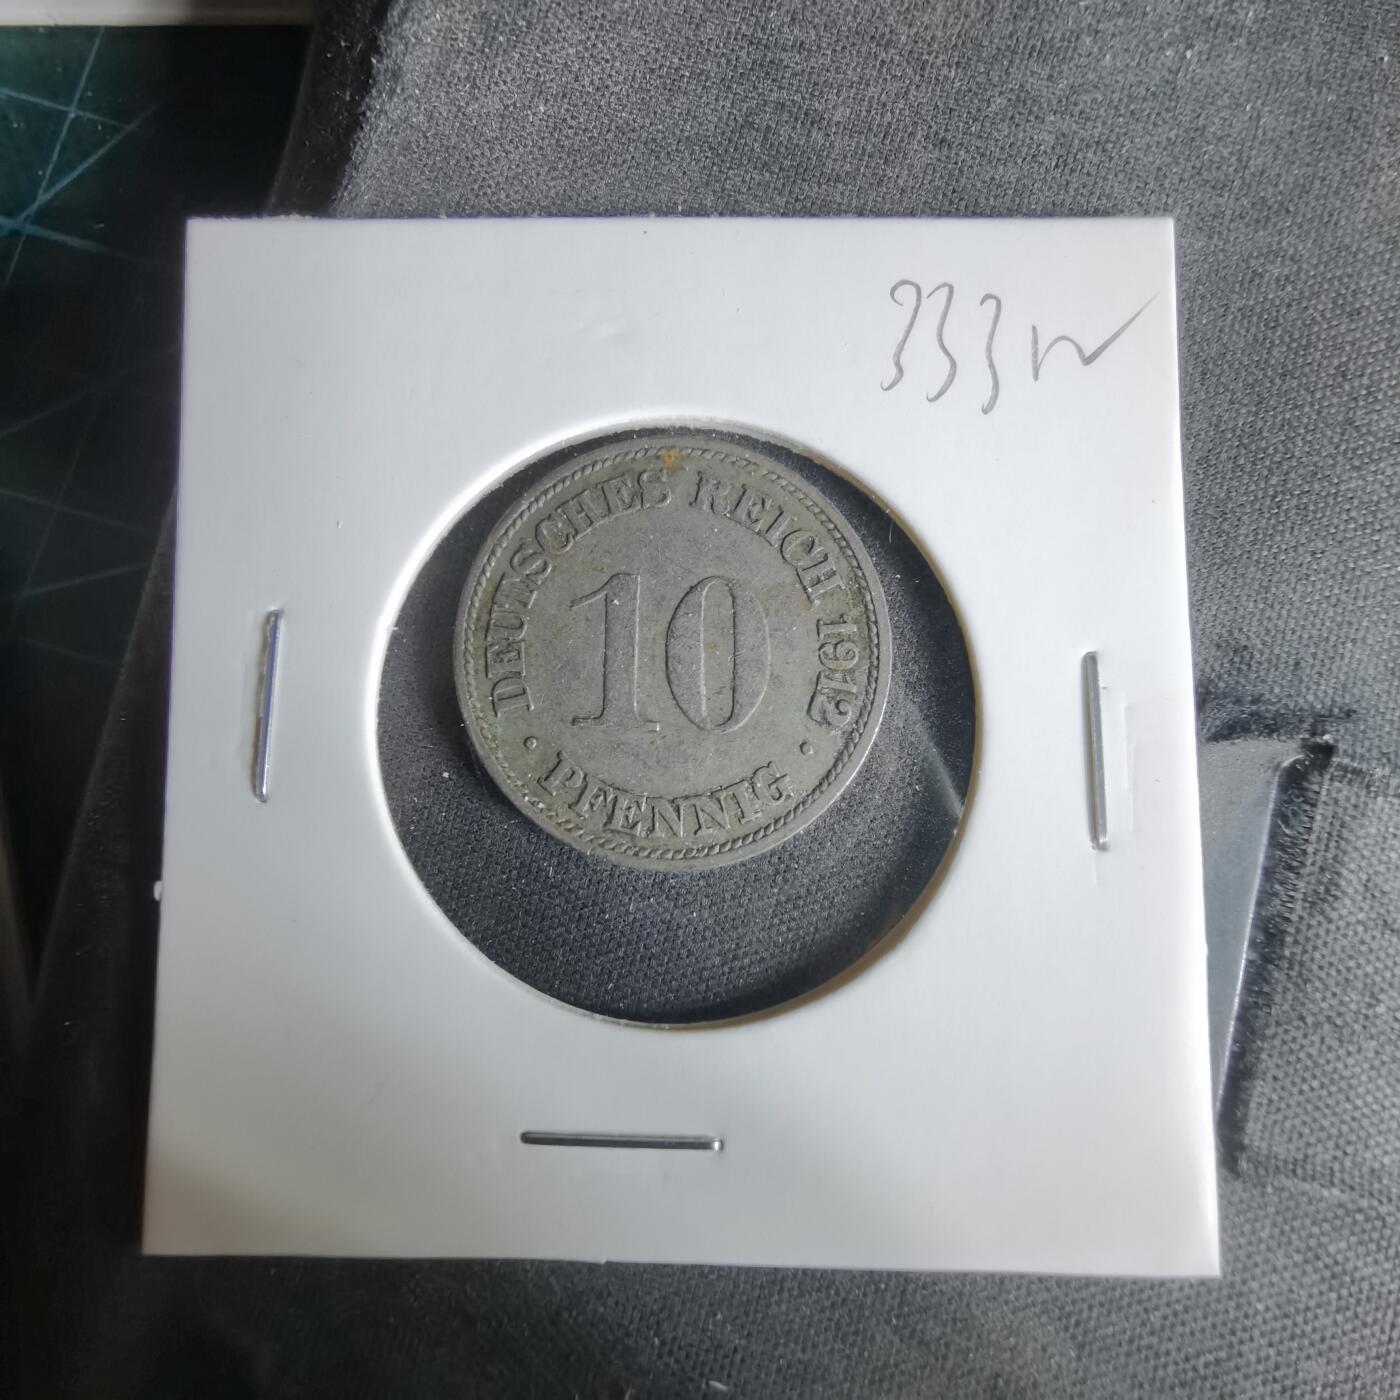 333w
DEUTSCHES REICH 1912
10
• PFENNIG •